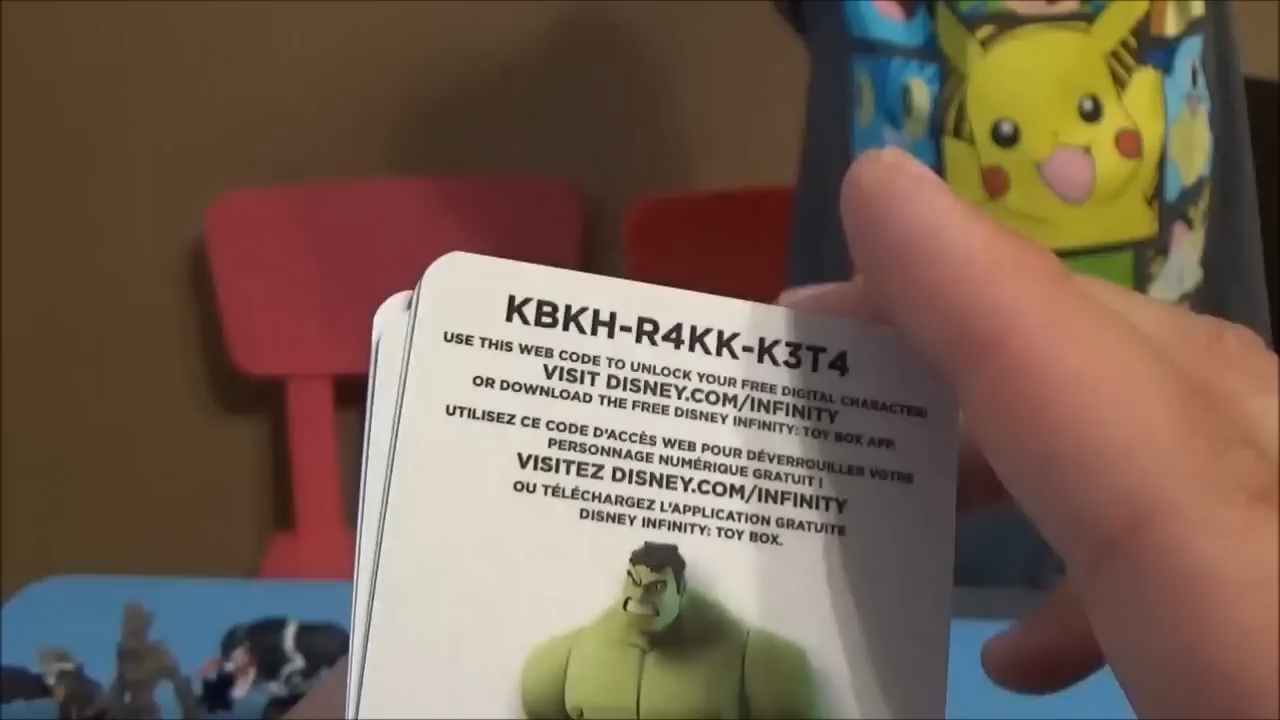 KBKH-R4KK-K3T4
USE THIS WEB CODE TO UNLOCK YOUR FREE DIGITAL CHARACTER!
VISIT DISNEY.COM/INFINITY
OR DOWNLOAD THE FREE DISNEY INFINITY: TOY BOX APP.
UTILISEZ CE CODE D'ACCÈS WEB POUR DÉVERROUILLER VOTRE
PERSONNAGE NUMÉRIQUE GRATUIT !
VISITEZ DISNEY.COM/INFINITY
OU TÉLÉCHARGEZ L'APPLICATION GRATUITE
DISNEY INFINITY: TOY BOX.